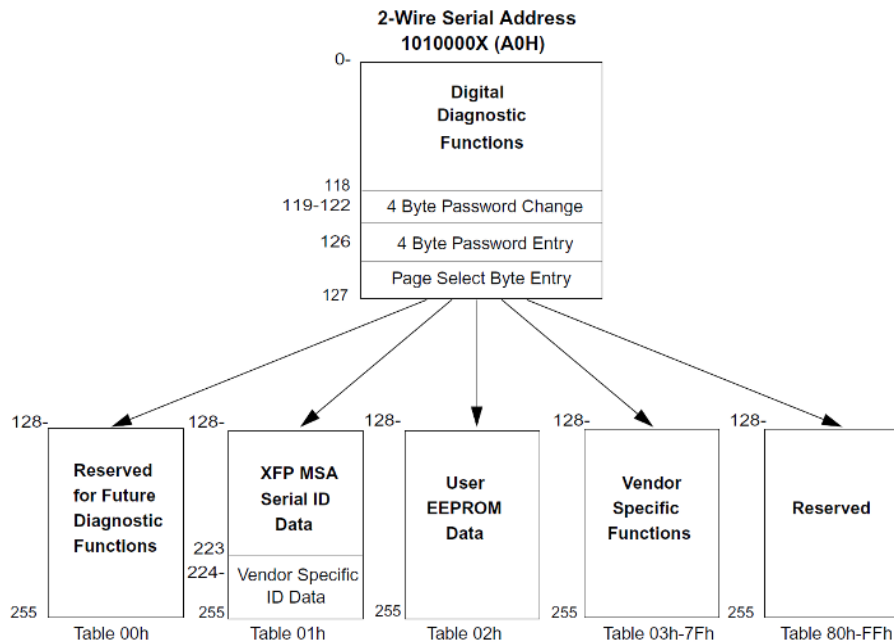 2-Wire Serial Address
1010000X (A0H)
0-
Digital
Diagnostic
Functions
118
119-122
4 Byte Password Change
126
4 Byte Password Entry
Page Select Byte Entry
127
128-
Reserved
for Future
Diagnostic
Functions
255
Table 00h
128-
XFP MSA
Serial ID
Data
223
224-
Vendor Specific
ID Data
255
Table 01h
128-
User
EEPROM
Data
255
Table 02h
128-
Vendor
Specific
Functions
255
Table 03h-7Fh
128-
Reserved
255
Table 80h-FFh